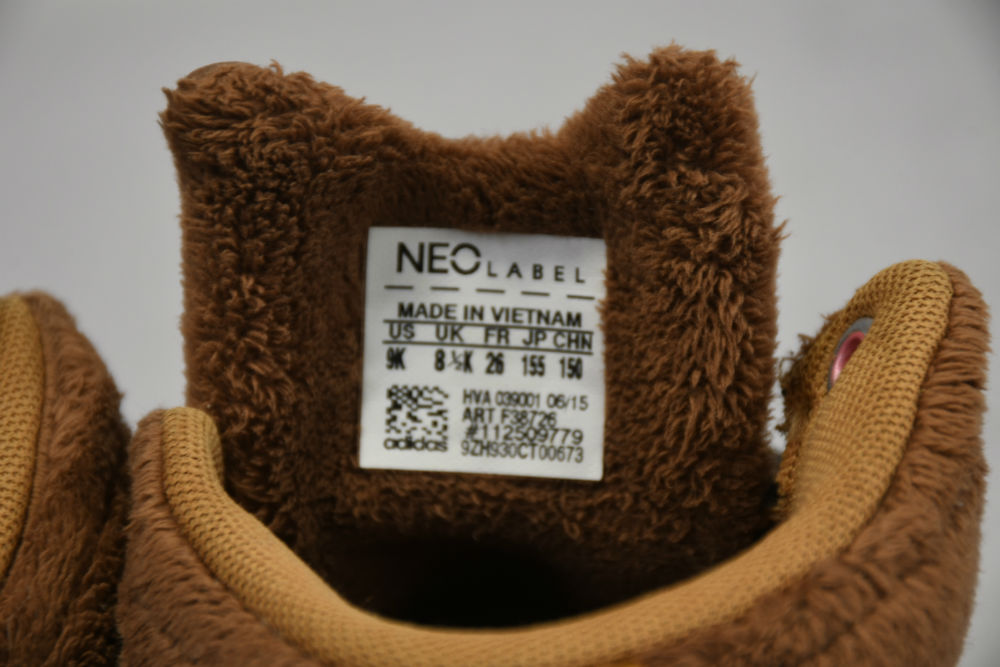 NEO LABEL
MADE IN VIETNAM
US UK FR JP CHN
9K 8½K 26 155 150
HVA 039001 06/15
ART F38726
#112509779
9ZH930CT00673
adidas